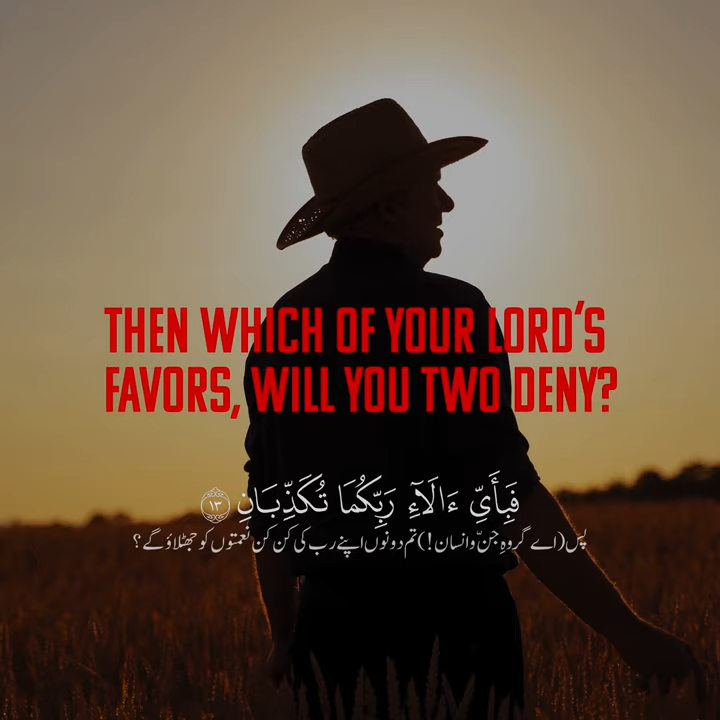 THEN WHICH OF YOUR LORD'S
FAVORS, WILL YOU TWO DENY?
فَبِأَيِّ ءَالَآءِ رَبِّكُمَا تُكَذِّبَانِ ١٣
پس (اے گروہِ جنّ و انسان!) تم دونوں اپنے رب کی کن کن نعمتوں کو جھٹلاؤ گے؟